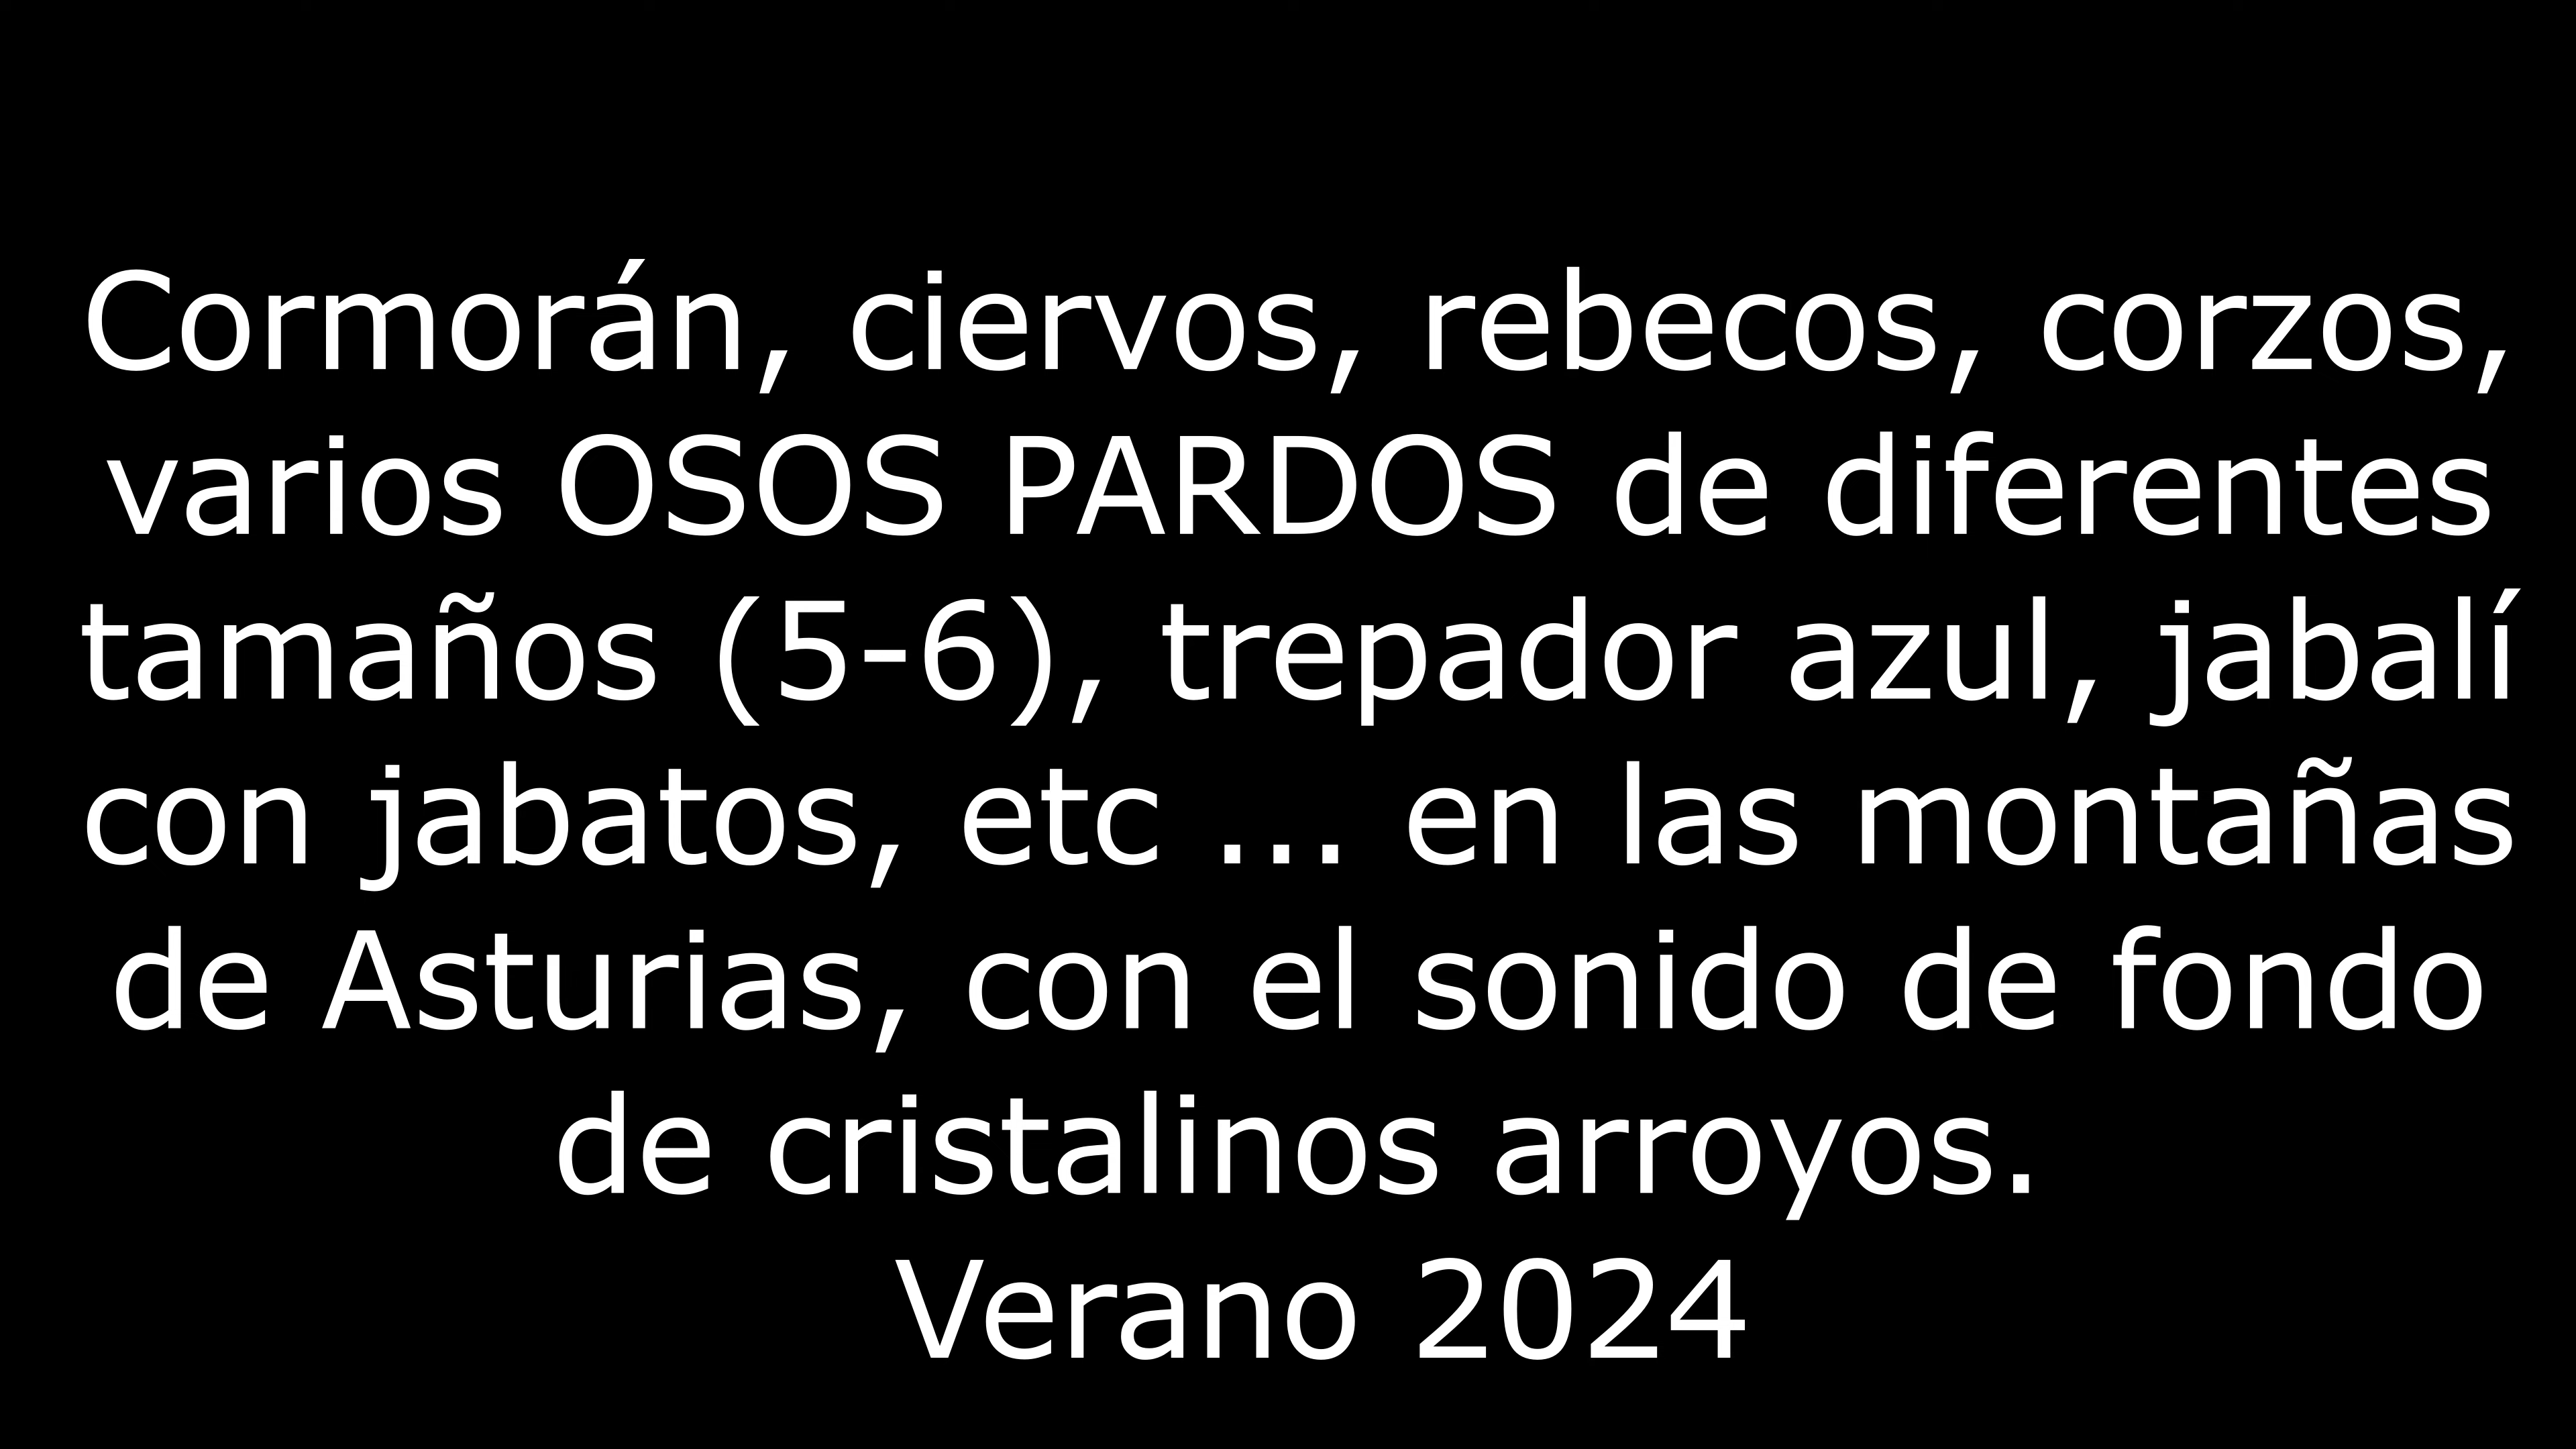 Cormorán, ciervos, rebecos, corzos,
varios OSOS PARDOS de diferentes
tamaños (5-6), trepador azul, jabalí
con jabatos, etc ... en las montañas
de Asturias, con el sonido de fondo
de cristalinos arroyos.
Verano 2024